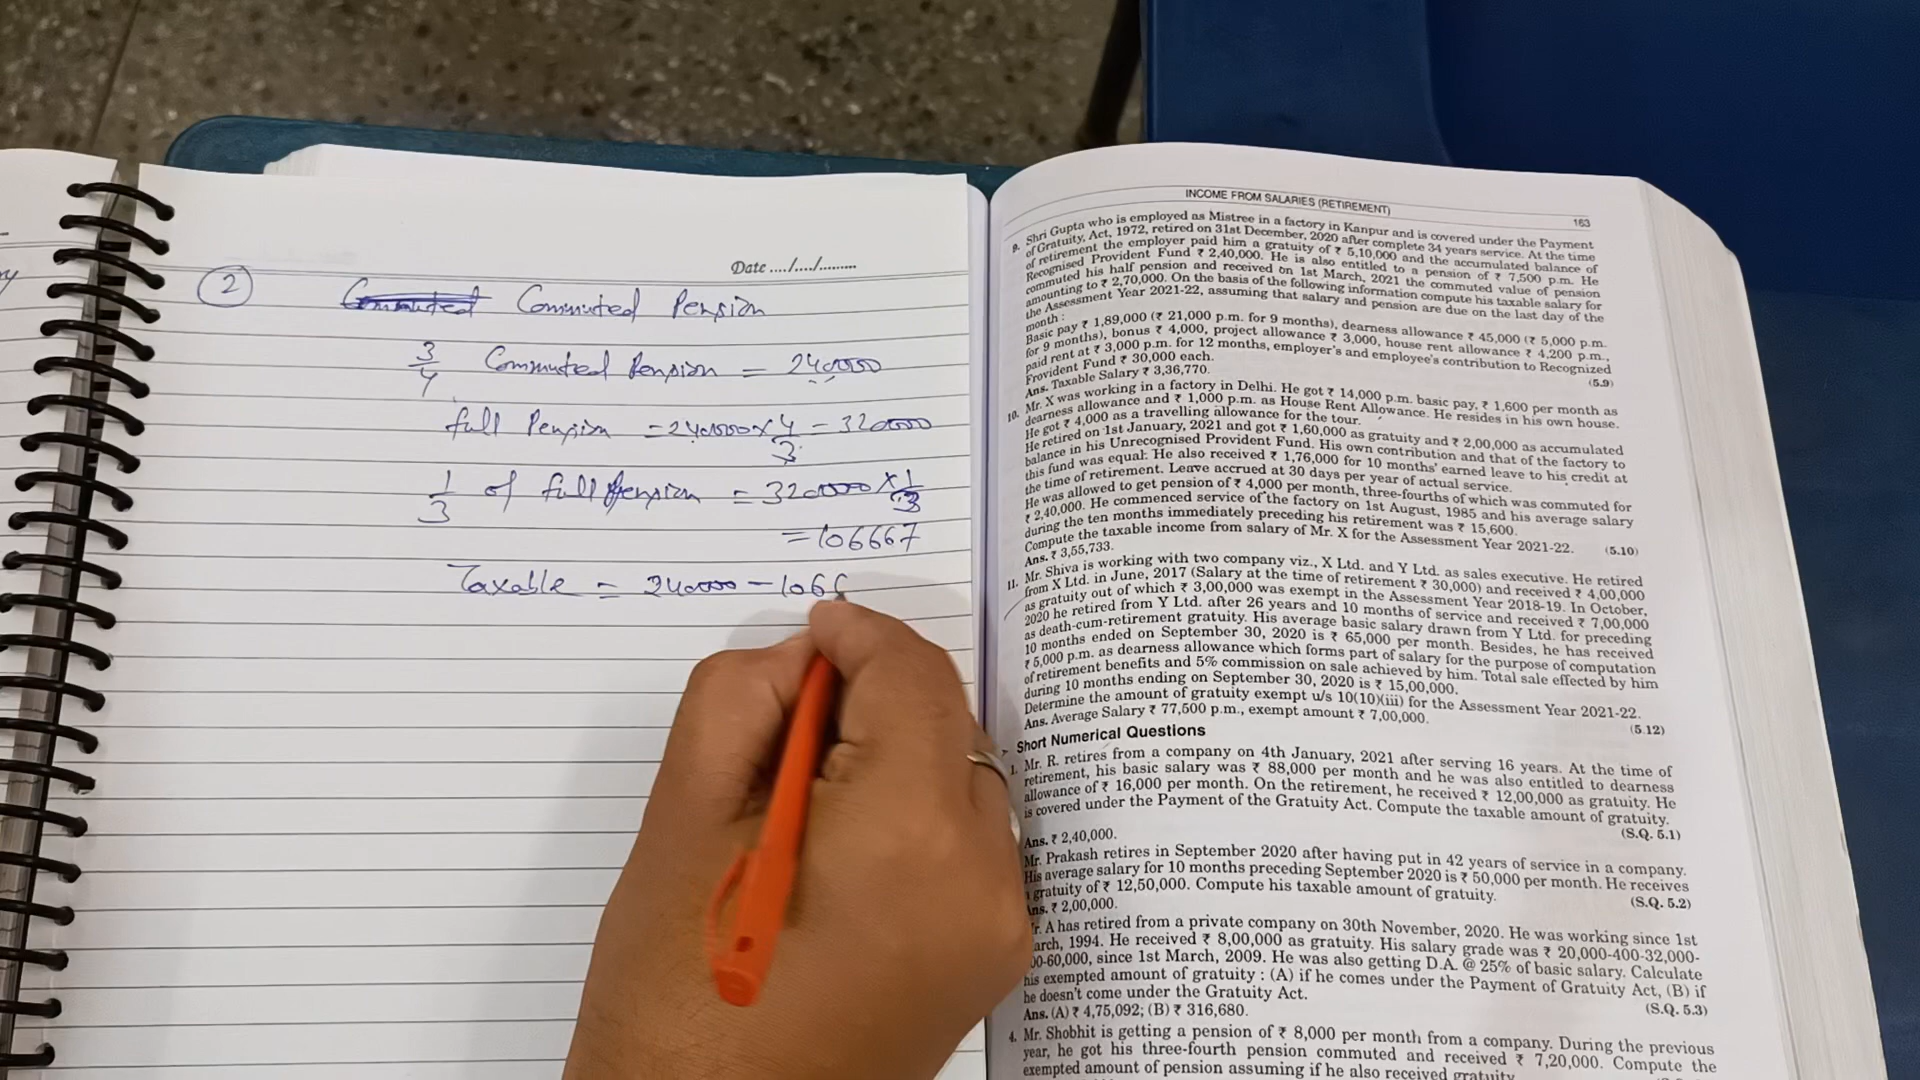 Date ..../..../.........
2
Commuted Commuted Pension
3/4 Commuted Pension = 240000
full Pension = 240000 × 4/3 = 320000
1/3 of full Pension = 320000 × 1/3
= 106667
Taxable = 240000 - 106
INCOME FROM SALARIES (RETIREMENT)
163
9. Shri Gupta who is employed as Mistree in a factory in Kanpur and is covered under the Payment
of Gratuity, Act, 1972, retired on 31st December, 2020 after complete 34 years service. At the time
of retirement the employer paid him a gratuity of ₹ 5,10,000 and the accumulated balance of
Recognised Provident Fund ₹ 2,40,000. He is also entitled to a pension of ₹ 7,500 p.m. He
commuted his half pension and received on 1st March, 2021 the commuted value of pension
amounting to ₹ 2,70,000. On the basis of the following information compute his taxable salary for
the Assessment Year 2021-22, assuming that salary and pension are due on the last day of the
month :
Basic pay ₹ 1,89,000 (₹ 21,000 p.m. for 9 months), dearness allowance ₹ 45,000 (₹ 5,000 p.m.
for 9 months), bonus ₹ 4,000, project allowance ₹ 3,000, house rent allowance ₹ 4,200 p.m.,
paid rent at ₹ 3,000 p.m. for 12 months, employer's and employee's contribution to Recognized
Provident Fund ₹ 30,000 each.
Ans. Taxable Salary ₹ 3,36,770. (5.9)
10. Mr. X was working in a factory in Delhi. He got ₹ 14,000 p.m. basic pay, ₹ 1,600 per month as
dearness allowance and ₹ 1,000 p.m. as House Rent Allowance. He resides in his own house.
He got ₹ 4,000 as a travelling allowance for the tour.
He retired on 1st January, 2021 and got ₹ 1,60,000 as gratuity and ₹ 2,00,000 as accumulated
balance in his Unrecognised Provident Fund. His own contribution and that of the factory to
this fund was equal. He also received ₹ 1,76,000 for 10 months' earned leave to his credit at
the time of retirement. Leave accrued at 30 days per year of actual service.
He was allowed to get pension of ₹ 4,000 per month, three-fourths of which was commuted for
₹ 2,40,000. He commenced service of the factory on 1st August, 1985 and his average salary
during the ten months immediately preceding his retirement was ₹ 15,600.
Compute the taxable income from salary of Mr. X for the Assessment Year 2021-22.
Ans. ₹ 3,55,733. (5.10)
11. Mr. Shiva is working with two company viz., X Ltd. and Y Ltd. as sales executive. He retired
from X Ltd. in June, 2017 (Salary at the time of retirement ₹ 30,000) and received ₹ 4,00,000
as gratuity out of which ₹ 3,00,000 was exempt in the Assessment Year 2018-19. In October,
2020 he retired from Y Ltd. after 26 years and 10 months of service and received ₹ 7,00,000
as death-cum-retirement gratuity. His average basic salary drawn from Y Ltd. for preceding
10 months ended on September 30, 2020 is ₹ 65,000 per month. Besides, he has received
₹ 5,000 p.m. as dearness allowance which forms part of salary for the purpose of computation
of retirement benefits and 5% commission on sale achieved by him. Total sale effected by him
during 10 months ending on September 30, 2020 is ₹ 15,00,000.
Determine the amount of gratuity exempt u/s 10(10)(iii) for the Assessment Year 2021-22.
Ans. Average Salary ₹ 77,500 p.m., exempt amount ₹ 7,00,000. (5.12)
Short Numerical Questions
1. Mr. R. retires from a company on 4th January, 2021 after serving 16 years. At the time of
retirement, his basic salary was ₹ 88,000 per month and he was also entitled to dearness
allowance of ₹ 16,000 per month. On the retirement, he received ₹ 12,00,000 as gratuity. He
is covered under the Payment of the Gratuity Act. Compute the taxable amount of gratuity.
Ans. ₹ 2,40,000. (S.Q. 5.1)
Mr. Prakash retires in September 2020 after having put in 42 years of service in a company.
His average salary for 10 months preceding September 2020 is ₹ 50,000 per month. He receives
gratuity of ₹ 12,50,000. Compute his taxable amount of gratuity.
Ans. ₹ 2,00,000. (S.Q. 5.2)
r. A has retired from a private company on 30th November, 2020. He was working since 1st
arch, 1994. He received ₹ 8,00,000 as gratuity. His salary grade was ₹ 20,000-400-32,000-
00-60,000, since 1st March, 2009. He was also getting D.A. @ 25% of basic salary. Calculate
his exempted amount of gratuity : (A) if he comes under the Payment of Gratuity Act, (B) if
he doesn't come under the Gratuity Act.
Ans. (A) ₹ 4,75,092; (B) ₹ 316,680. (S.Q. 5.3)
4. Mr. Shobhit is getting a pension of ₹ 8,000 per month from a company. During the previous
year, he got his three-fourth pension commuted and received ₹ 7,20,000. Compute the
exempted amount of pension assuming if he also received gratuity